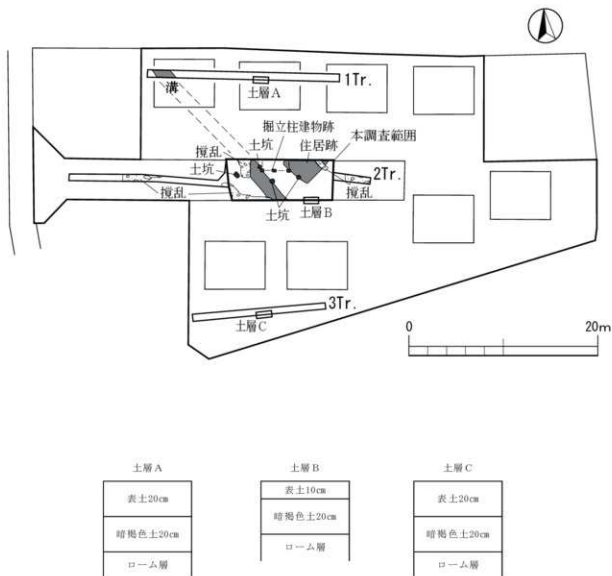 溝
1Tr.
土層A
掘立柱建物跡
土坑
住居跡
本調査範囲
攪乱
土坑
2Tr.
攪乱
攪乱
土坑
土層B
3Tr.
土層C
0
20m
土層A
土層B
土層C
表土20cm
表土10cm
表土20cm
暗褐色土20cm
暗褐色土20cm
暗褐色土20cm
ローム層
ローム層
ローム層